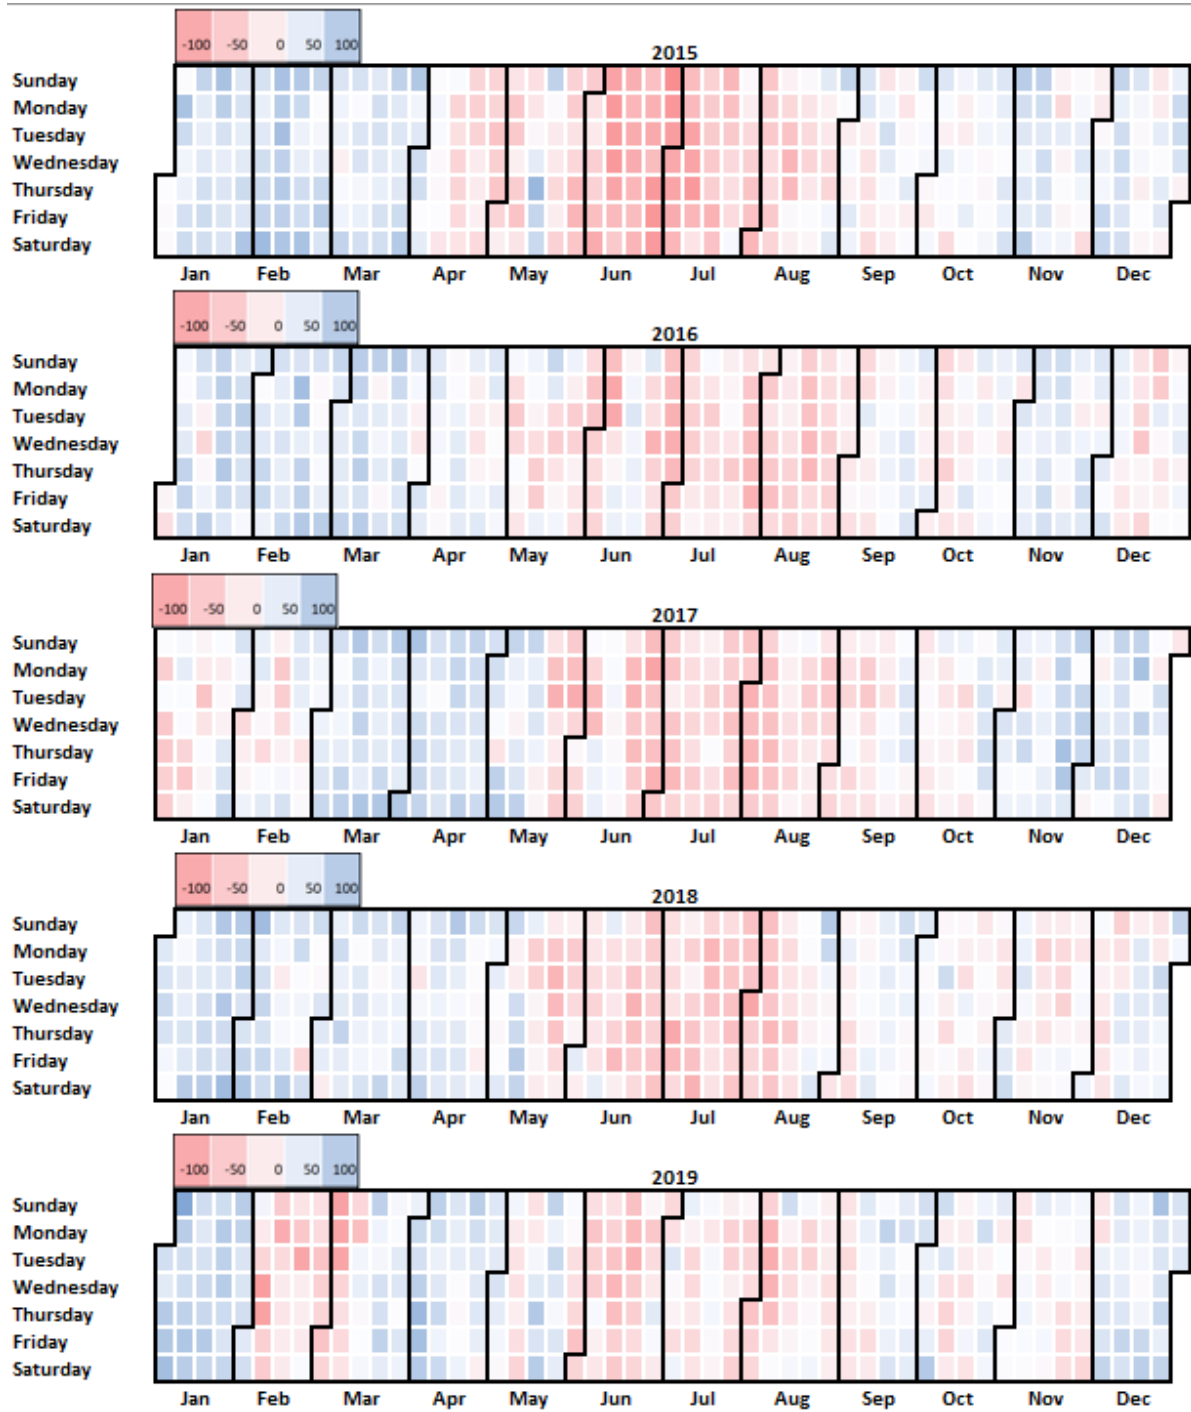 -100 -50 0 50 100
2015
Sunday
Monday
Tuesday
Wednesday
Thursday
Friday
Saturday
Jan Feb Mar Apr May Jun Jul Aug Sep Oct Nov Dec
-100 -50 0 50 100
2016
Sunday
Monday
Tuesday
Wednesday
Thursday
Friday
Saturday
Jan Feb Mar Apr May Jun Jul Aug Sep Oct Nov Dec
-100 -50 0 50 100
2017
Sunday
Monday
Tuesday
Wednesday
Thursday
Friday
Saturday
Jan Feb Mar Apr May Jun Jul Aug Sep Oct Nov Dec
-100 -50 0 50 100
2018
Sunday
Monday
Tuesday
Wednesday
Thursday
Friday
Saturday
Jan Feb Mar Apr May Jun Jul Aug Sep Oct Nov Dec
-100 -50 0 50 100
2019
Sunday
Monday
Tuesday
Wednesday
Thursday
Friday
Saturday
Jan Feb Mar Apr May Jun Jul Aug Sep Oct Nov Dec